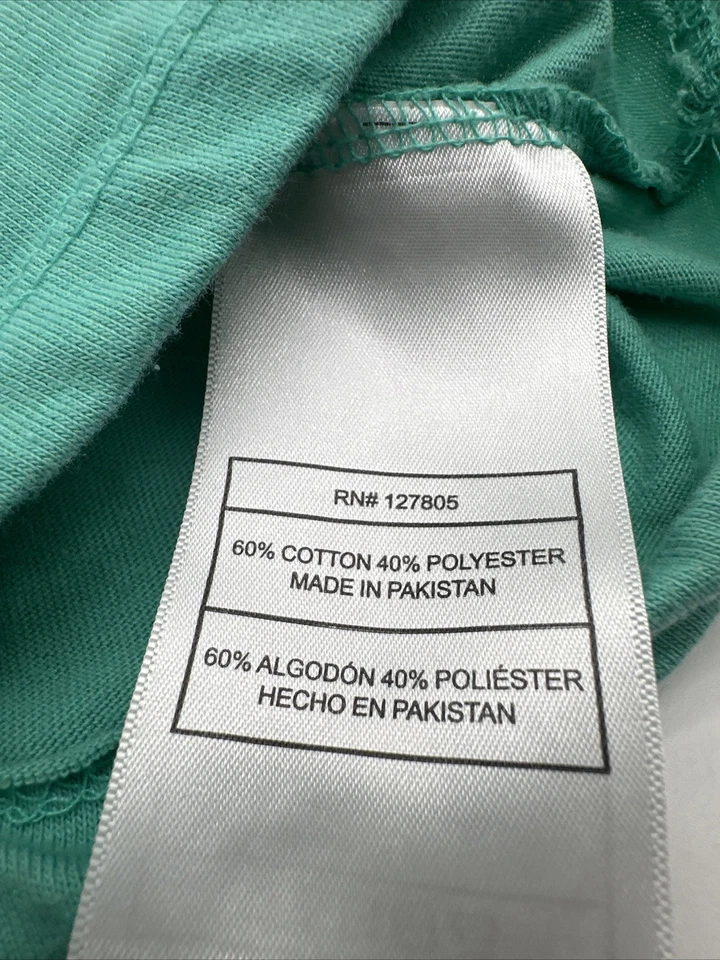 RN# 127805
60% COTTON 40% POLYESTER
MADE IN PAKISTAN
60% ALGODÓN 40% POLIÉSTER
HECHO EN PAKISTAN